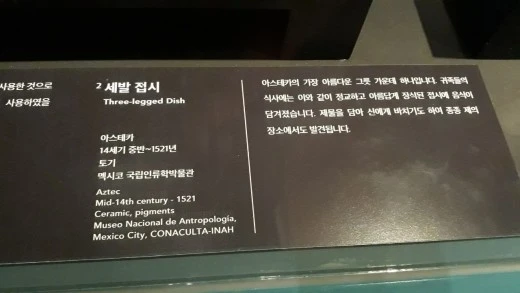 사용한 것으로
사용하였을
2 세발 접시
Three-legged Dish
아스테카
14세기 중반~1521년
토기
멕시코 국립인류학박물관
Aztec
Mid-14th century - 1521
Ceramic, pigments
Museo Nacional de Antropología,
Mexico City, CONACULTA-INAH
아스테카의 가장 아름다운 그릇 가운데 하나입니다. 귀족들의
식사에는 이와 같이 정교하고 아름답게 장식된 접시에 음식이
담겨졌습니다. 제물을 담아 신에게 바치기도 하여 종종 제의
장소에서도 발견됩니다.